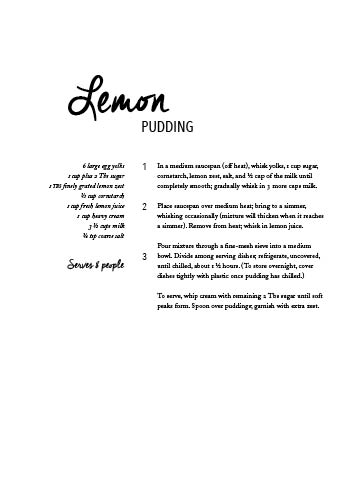 Lemon
PUDDING
6 large egg yolks
1 cup plus 2 Tbs sugar
1 TBS finely grated lemon zest
½ cup cornstarch
1 cup fresh lemon juice
1 cup heavy cream
3 ½ cups milk
¼ tsp coarse salt
Serves 8 people
1 In a medium saucepan (off heat), whisk yolks, 1 cup sugar,
cornstarch, lemon zest, salt, and ½ cup of the milk until
completely smooth; gradually whisk in 3 more cups milk.
2 Place saucepan over medium heat; bring to a simmer,
whisking occasionally (mixture will thicken when it reaches
a simmer). Remove from heat; whisk in lemon juice.
3 Pour mixture through a fine-mesh sieve into a medium
bowl. Divide among serving dishes; refrigerate, uncovered,
until chilled, about 1 ½ hours. (To store overnight, cover
dishes tightly with plastic once pudding has chilled.)
To serve, whip cream with remaining 2 Tbs sugar until soft
peaks form. Spoon over puddings; garnish with extra zest.